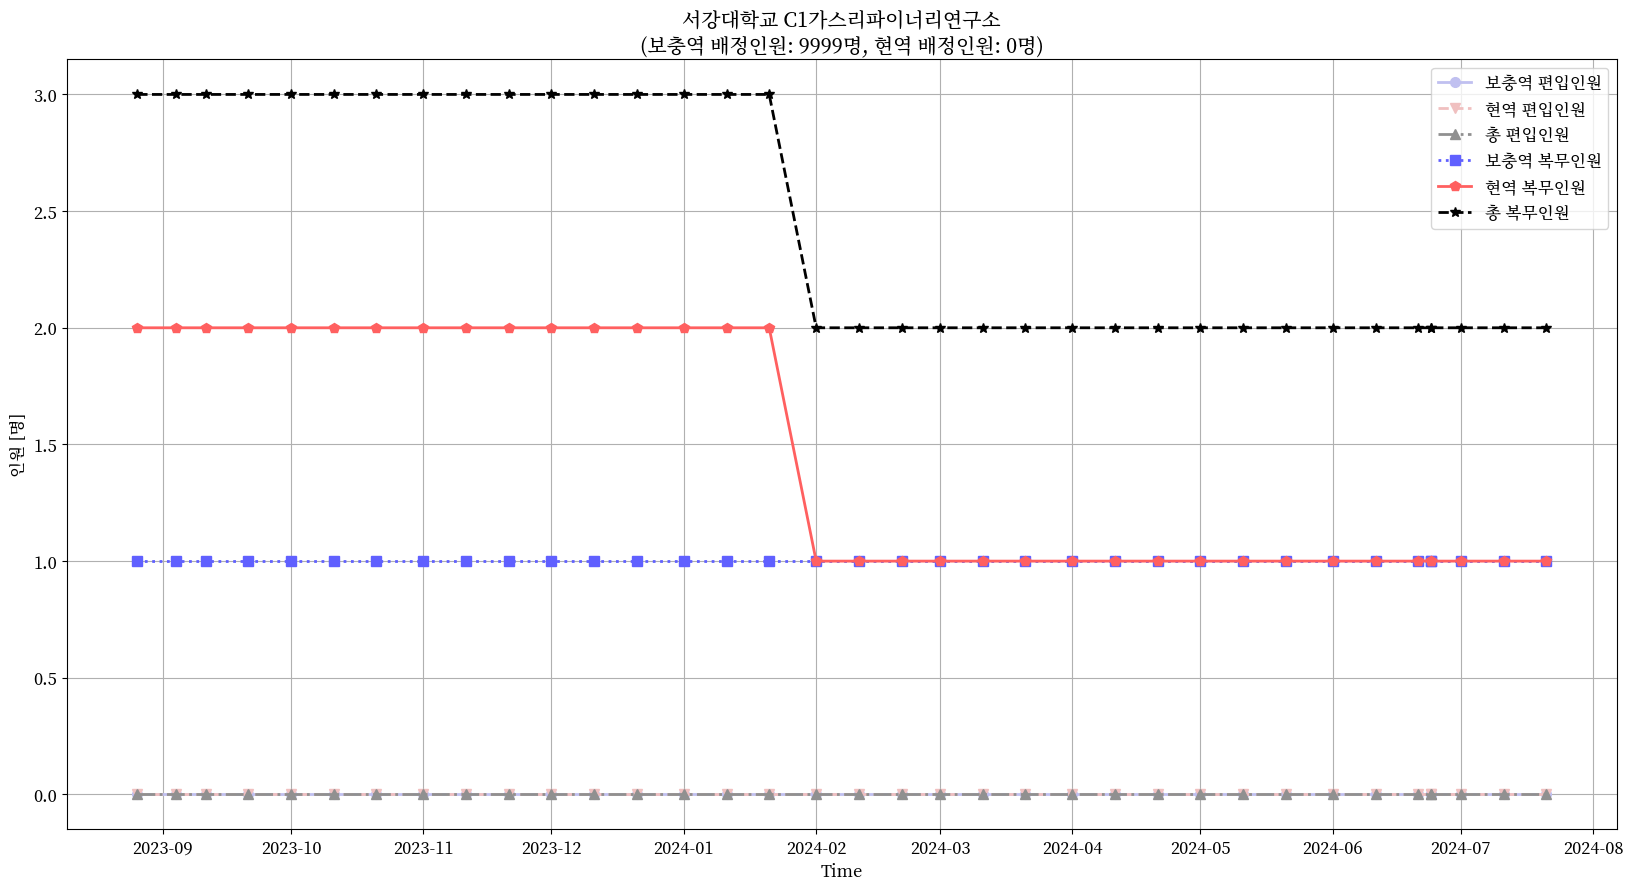 서강대학교 C1가스리파이너리연구소
(보충역 배정인원: 9999명, 현역 배정인원: 0명)
보충역 편입인원
현역 편입인원
총 편입인원
보충역 복무인원
현역 복무인원
총 복무인원
인원 [명]
3.0
2.5
2.0
1.5
1.0
0.5
0.0
2023-09 2023-10 2023-11 2023-12 2024-01 2024-02 2024-03 2024-04 2024-05 2024-06 2024-07 2024-08
Time